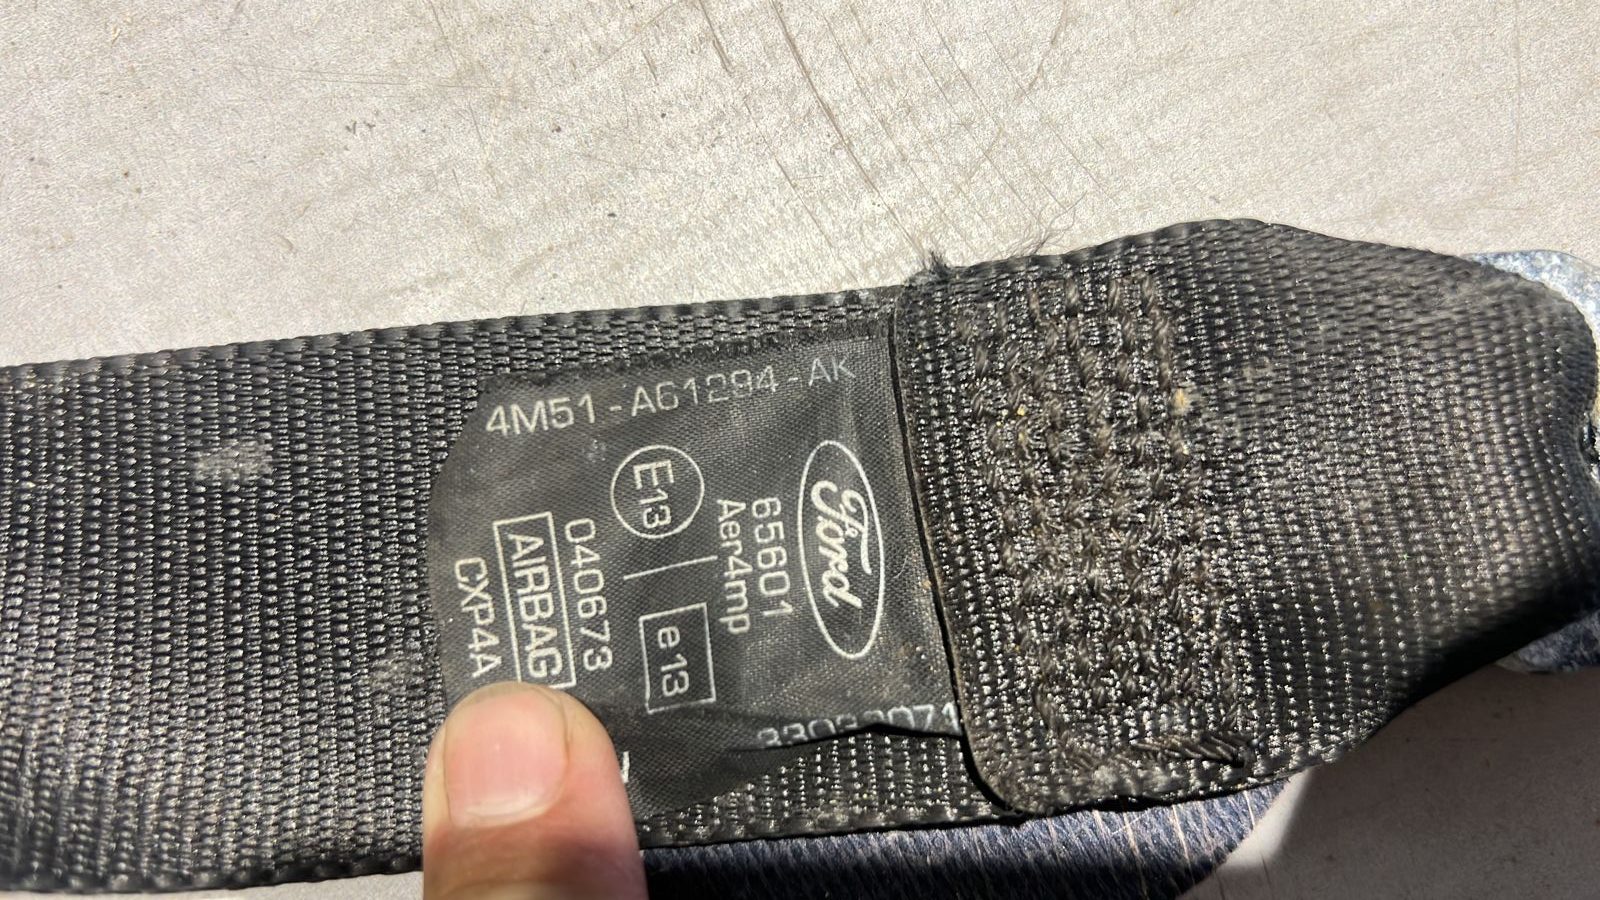 4M51-A61294-AK
Ford
65601
Aer4mp
E13
e13
040673
AIRBAG
CXP4A